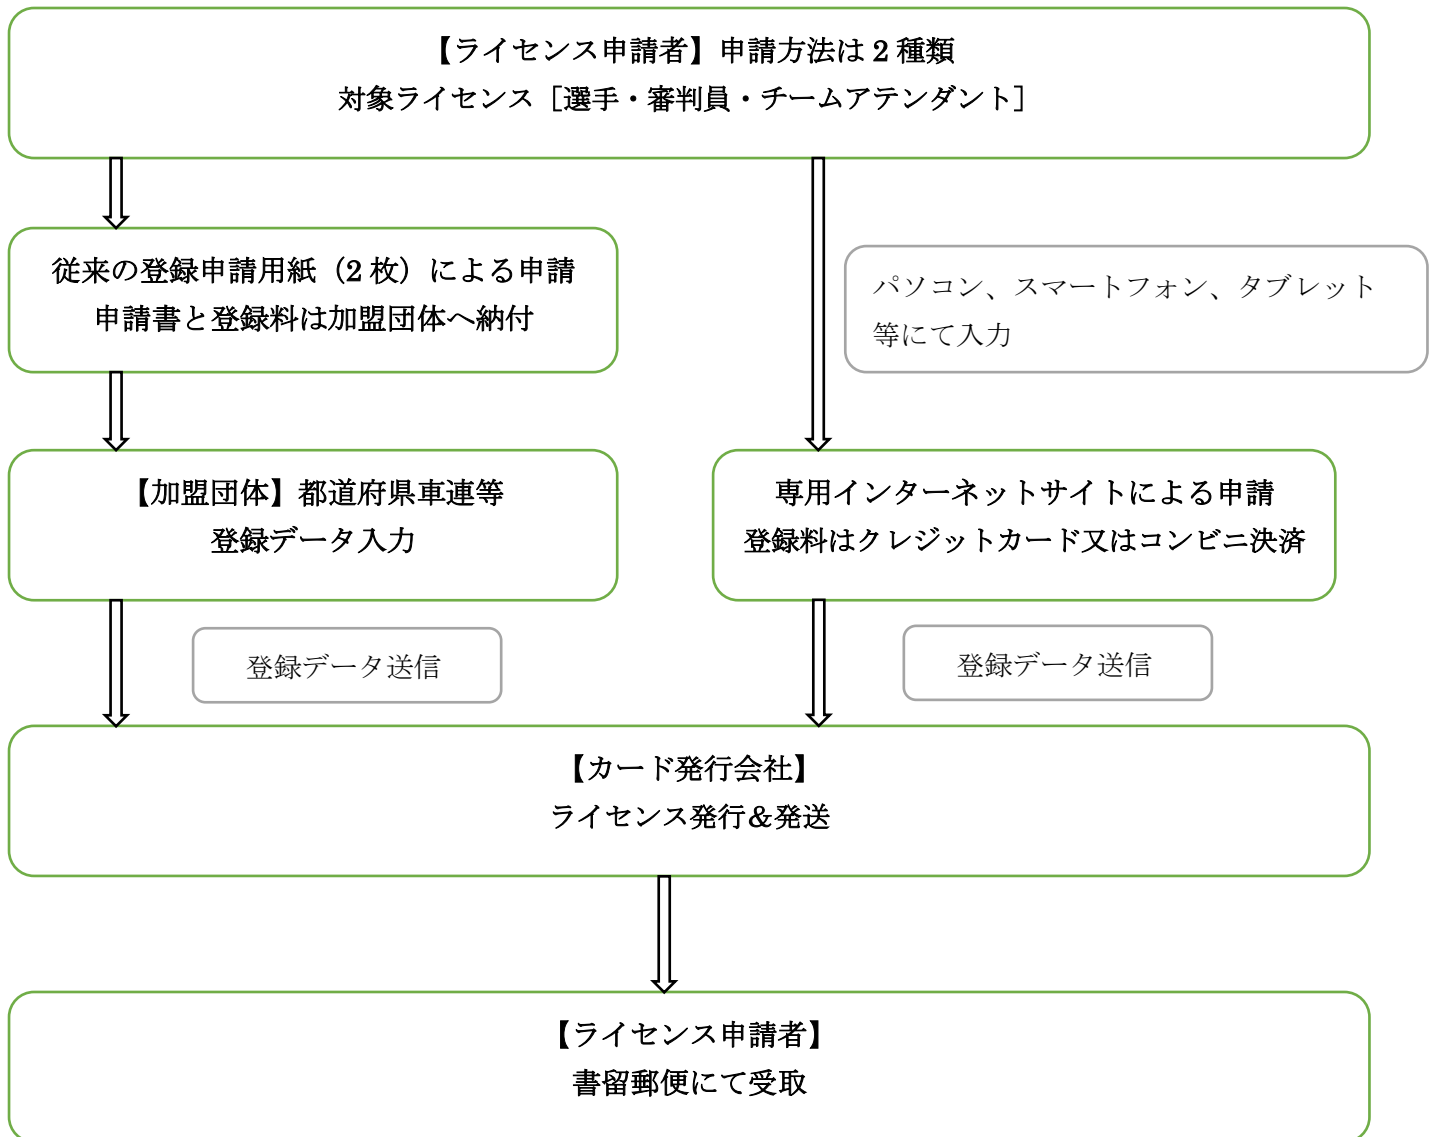 【ライセンス申請者】申請方法は 2 種類
対象ライセンス［選手・審判員・チームアテンダント］
従来の登録申請用紙（2 枚）による申請
申請書と登録料は加盟団体へ納付
パソコン、スマートフォン、タブレット
等にて入力
【加盟団体】都道府県車連等
登録データ入力
専用インターネットサイトによる申請
登録料はクレジットカード又はコンビニ決済
登録データ送信
登録データ送信
【カード発行会社】
ライセンス発行＆発送
【ライセンス申請者】
書留郵便にて受取